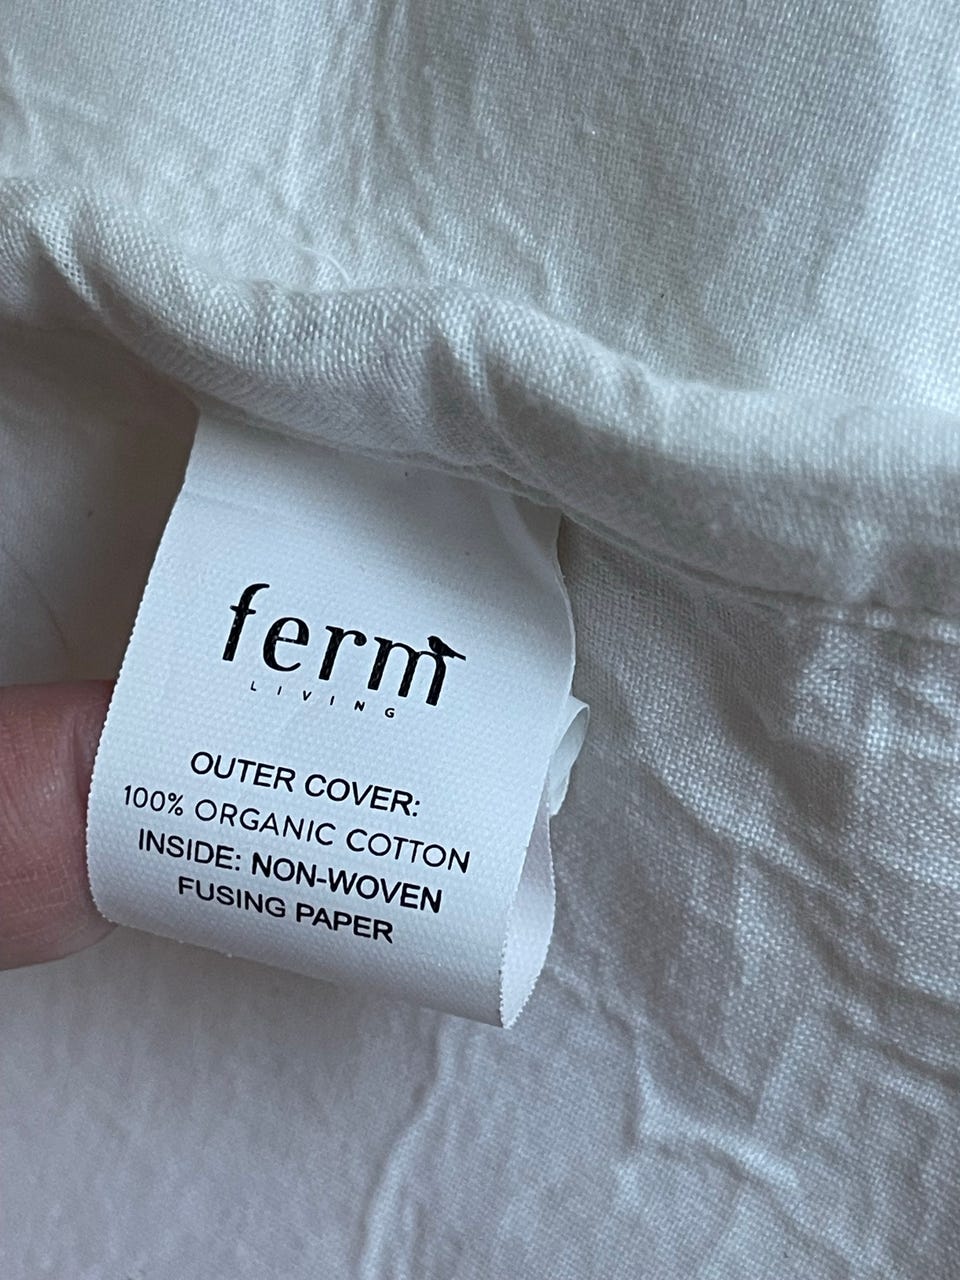 ferm
LIVING
OUTER COVER:
100% ORGANIC COTTON
INSIDE: NON-WOVEN
FUSING PAPER